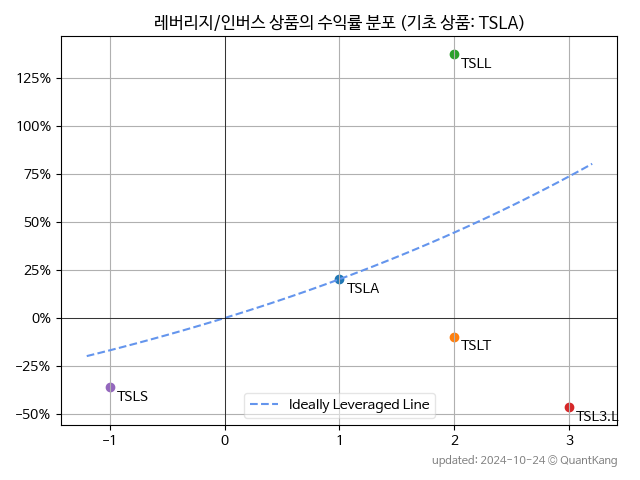 레버리지/인버스 상품의 수익률 분포 (기초 상품: TSLA)
125%
100%
75%
50%
25%
0%
−25%
−50%
TSLL
TSLA
TSLT
TSLS
TSL3.L
Ideally Leveraged Line
−1
0
1
2
3
updated: 2024-10-24 © QuantKang